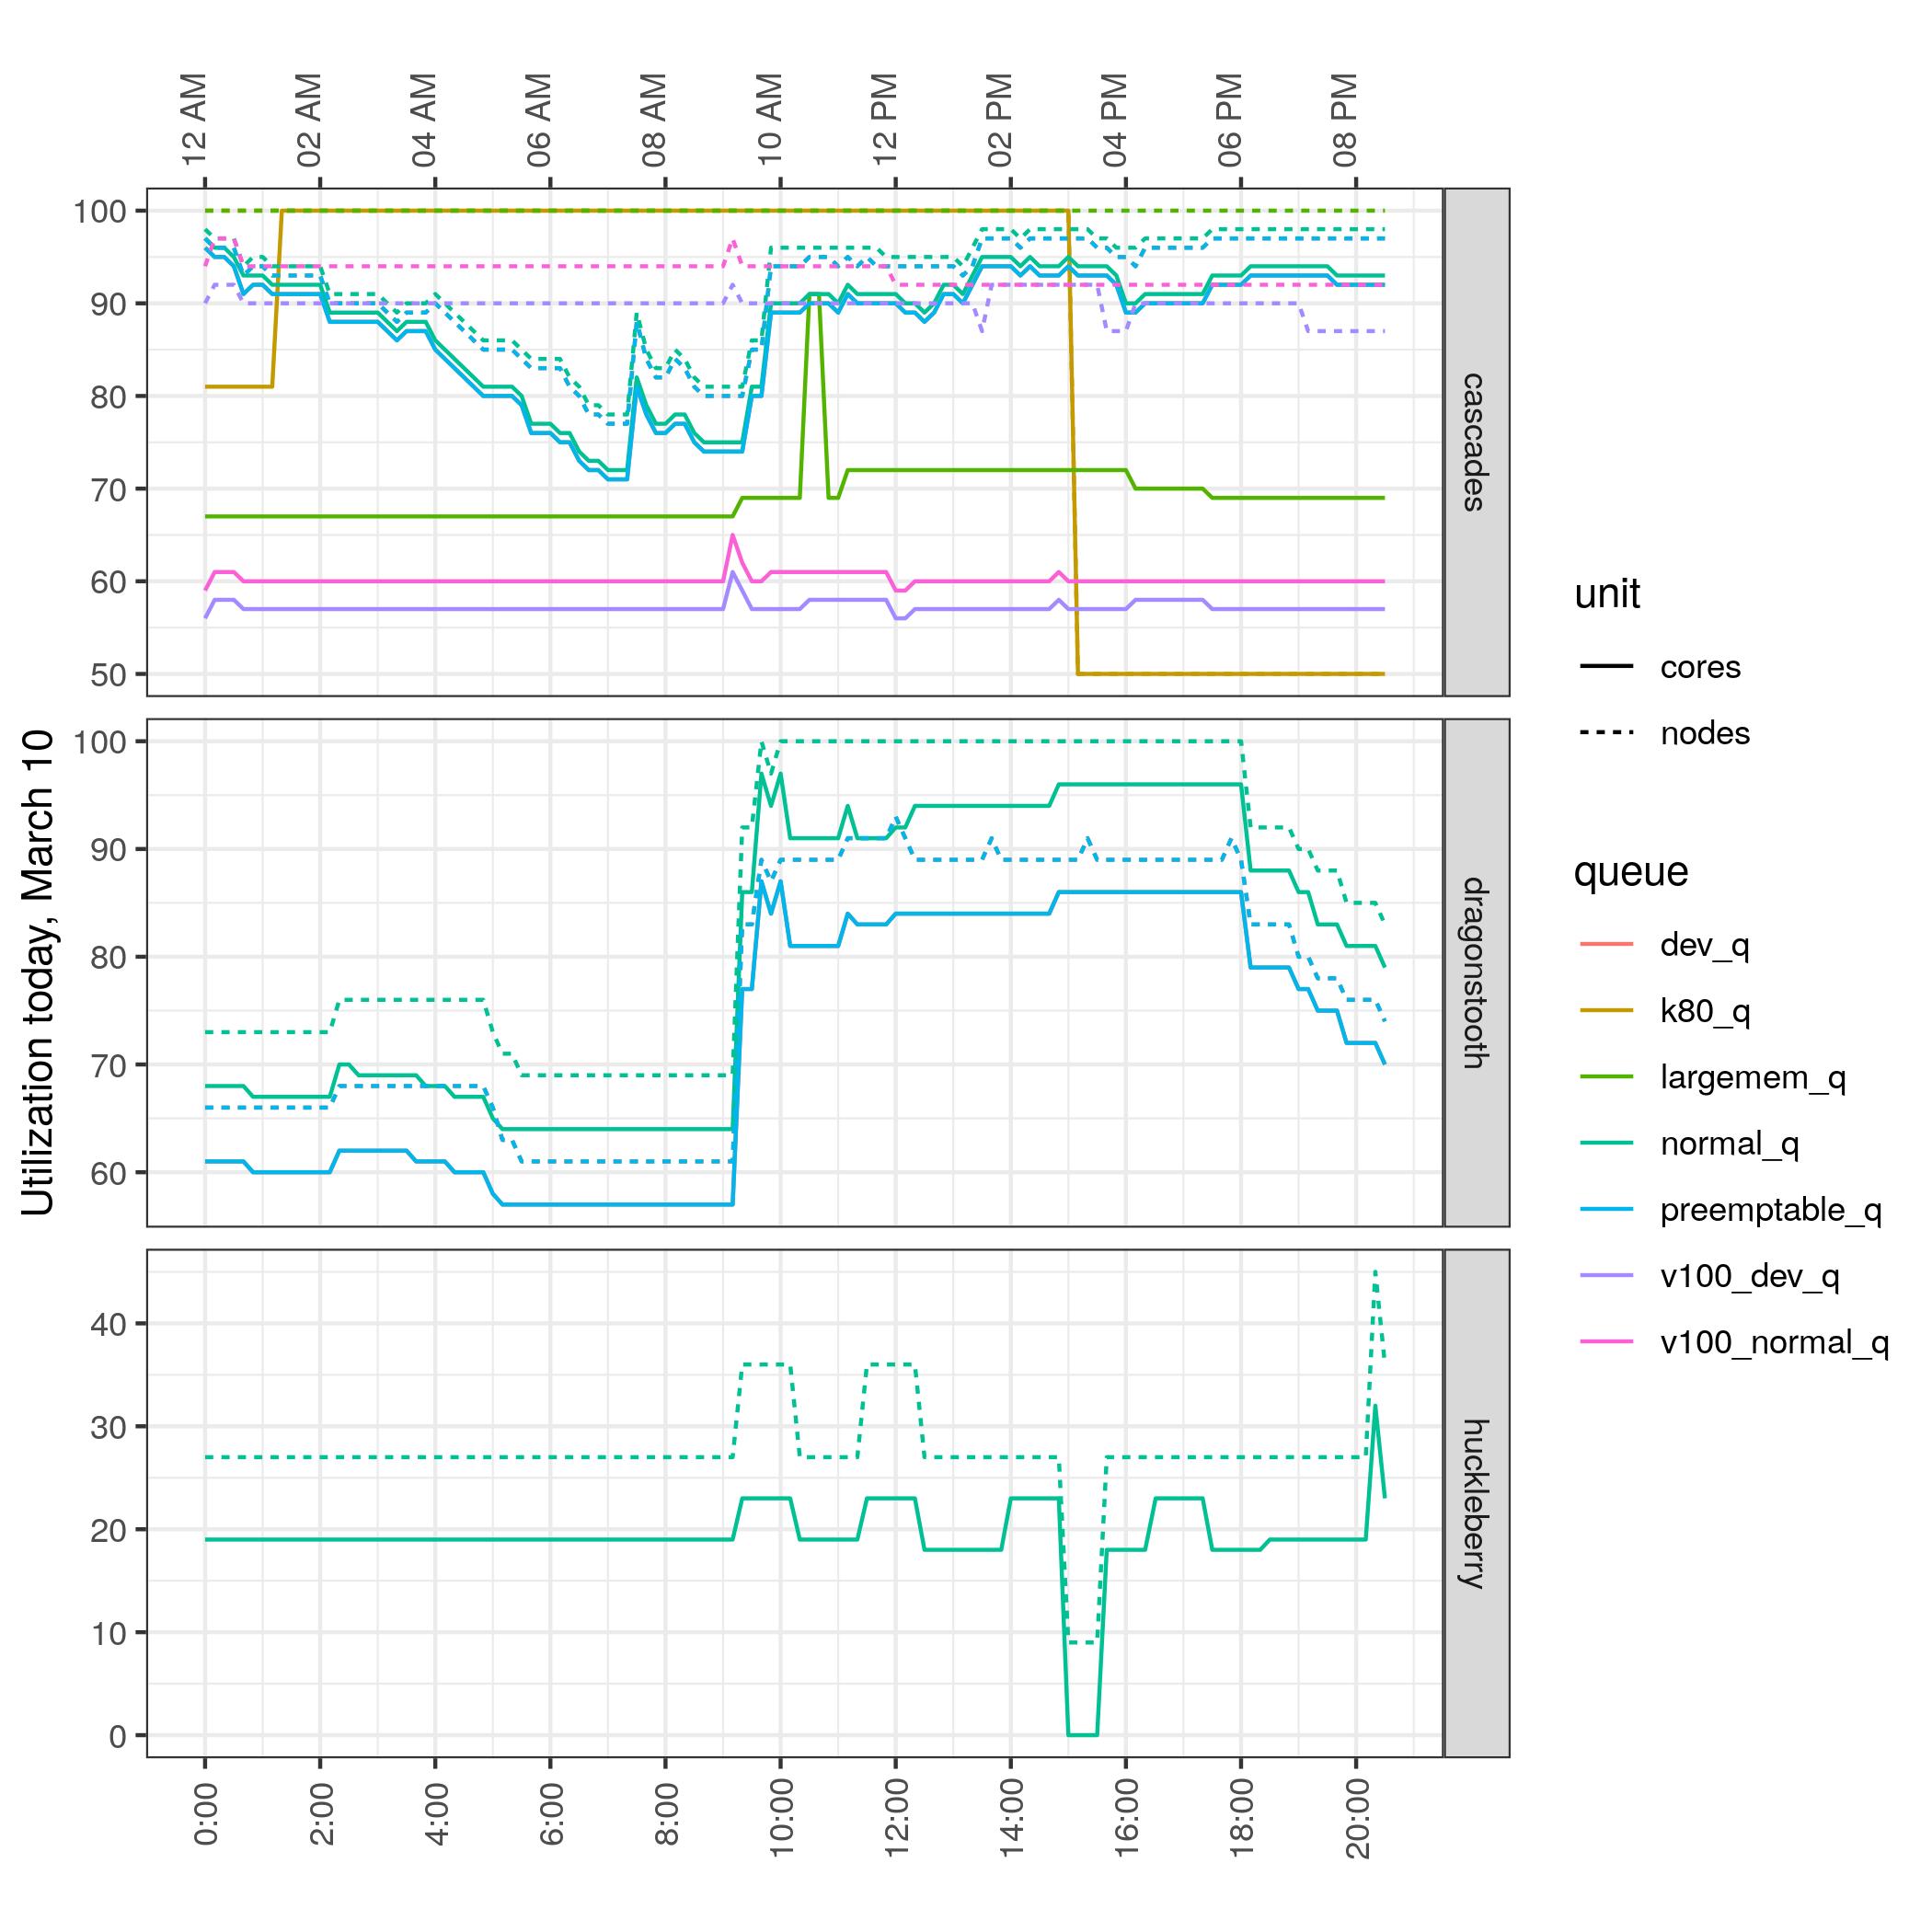 12 AM
02 AM
04 AM
06 AM
08 AM
10 AM
12 PM
02 PM
04 PM
06 PM
08 PM
Utilization today, March 10
100
90
80
70
60
50
cascades
100
90
80
70
60
dragonstooth
40
30
20
10
0
huckleberry
0:00
2:00
4:00
6:00
8:00
10:00
12:00
14:00
16:00
18:00
20:00
unit
cores
nodes
queue
dev_q
k80_q
largemem_q
normal_q
preemptable_q
v100_dev_q
v100_normal_q